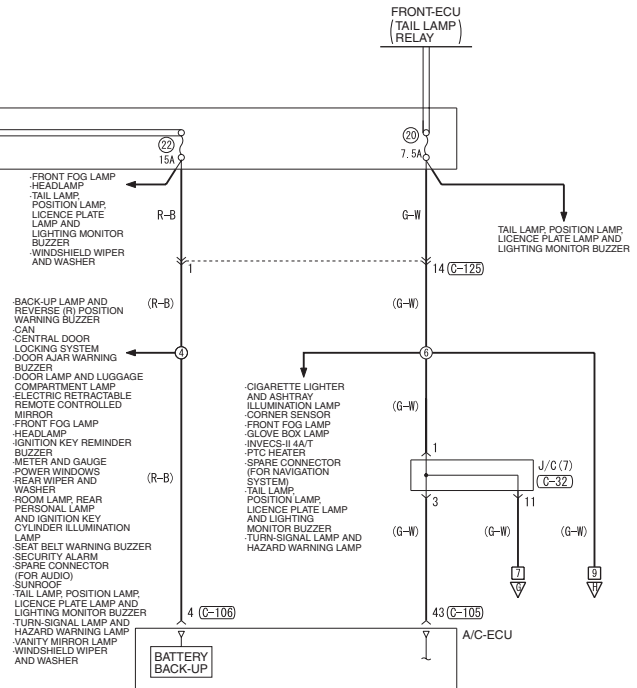 FRONT-ECU
(TAIL LAMP
RELAY)
22
15A
20
7.5A
·FRONT FOG LAMP
·HEADLAMP
·TAIL LAMP,
POSITION LAMP,
LICENCE PLATE
LAMP AND
LIGHTING MONITOR
BUZZER
·WINDSHIELD WIPER
AND WASHER
R-B
G-W
TAIL LAMP, POSITION LAMP,
LICENCE PLATE LAMP AND
LIGHTING MONITOR BUZZER
1
14 (C-125)
·BACK-UP LAMP AND
REVERSE (R) POSITION
WARNING BUZZER
·CAN
·CENTRAL DOOR
LOCKING SYSTEM
·DOOR AJAR WARNING
BUZZER
·DOOR LAMP AND LUGGAGE
COMPARTMENT LAMP
·ELECTRIC RETRACTABLE
REMOTE CONTROLLED
MIRROR
·FRONT FOG LAMP
·HEADLAMP
·IGNITION KEY REMINDER
BUZZER
·METER AND GAUGE
·POWER WINDOWS
·REAR WIPER AND
WASHER
·ROOM LAMP, REAR
PERSONAL LAMP
AND IGNITION KEY
CYLINDER ILLUMINATION
LAMP
·SEAT BELT WARNING BUZZER
·SECURITY ALARM
·SPARE CONNECTOR
(FOR AUDIO)
·SUNROOF
·TAIL LAMP, POSITION LAMP,
LICENCE PLATE LAMP AND
LIGHTING MONITOR BUZZER
·TURN-SIGNAL LAMP AND
HAZARD WARNING LAMP
·VANITY MIRROR LAMP
·WINDSHIELD WIPER
AND WASHER
(R-B)
(G-W)
4
6
·CIGARETTE LIGHTER
AND ASHTRAY
ILLUMINATION LAMP
·CORNER SENSOR
·FRONT FOG LAMP
·GLOVE BOX LAMP
·INVECS-II 4A/T
·PTC HEATER
·SPARE CONNECTOR
(FOR NAVIGATION
SYSTEM)
·TAIL LAMP,
POSITION LAMP,
LICENCE PLATE LAMP
AND LIGHTING
MONITOR BUZZER
·TURN-SIGNAL LAMP AND
HAZARD WARNING LAMP
(G-W)
1
J/C(7)
(C-32)
(R-B)
3
11
(G-W)
(G-W)
(G-W)
7
G
9
H
4 (C-106)
43 (C-105)
A/C-ECU
BATTERY
BACK-UP